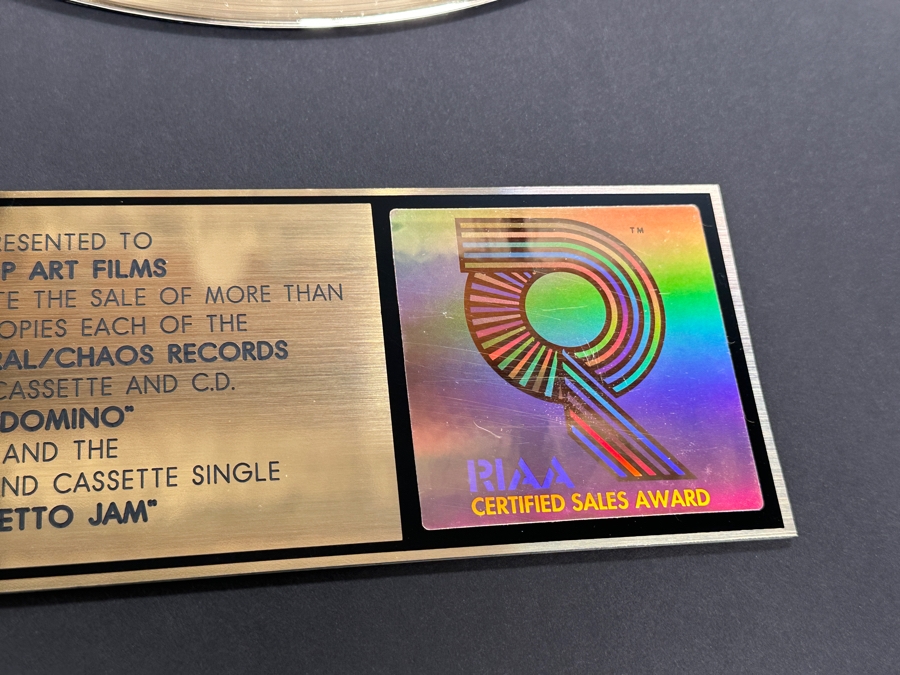 RESENTED TO
P ART FILMS
TE THE SALE OF MORE THAN
OPIES EACH OF THE
RAL/CHAOS RECORDS
CASSETTE AND C.D.
DOMINO"
AND THE
ND CASSETTE SINGLE
ETTO JAM"
TM
RIAA
CERTIFIED SALES AWARD